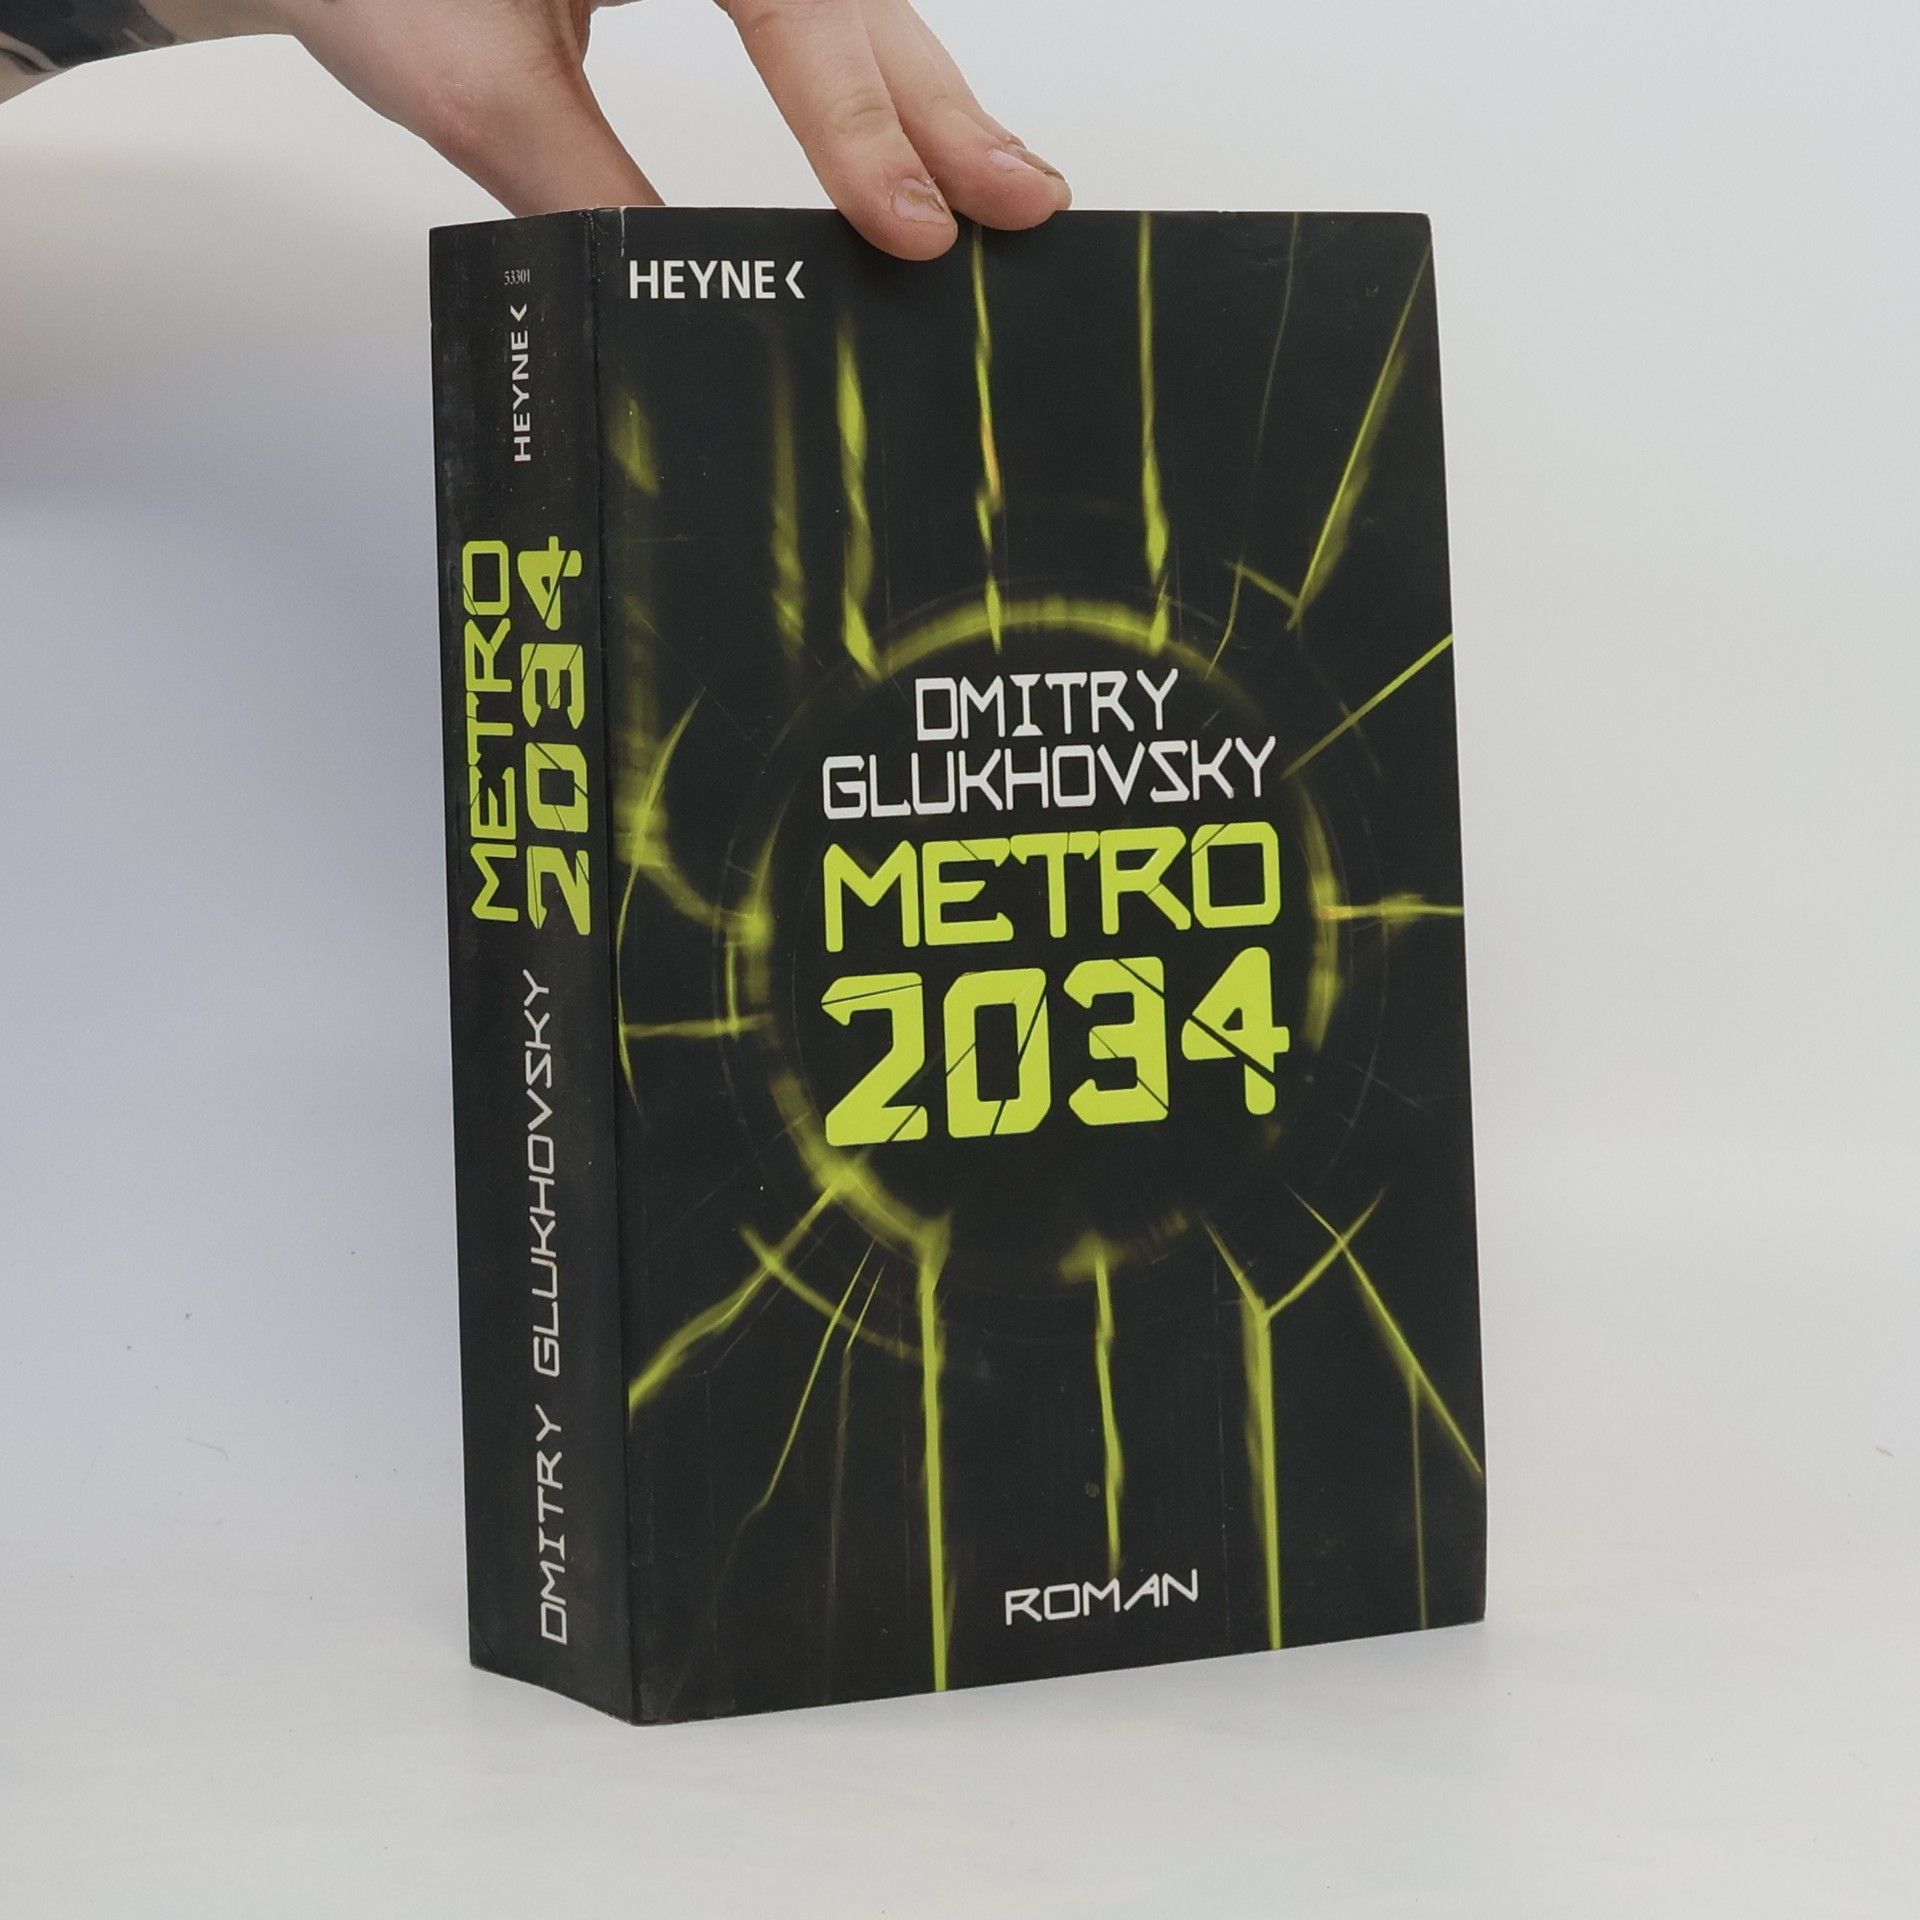 53301
HEYNE<
METRO
2034
DMITRY GLUKHOVSKY
HEYNE<
DMITRY
GLUKHOVSKY
METRO
2034
ROMAN